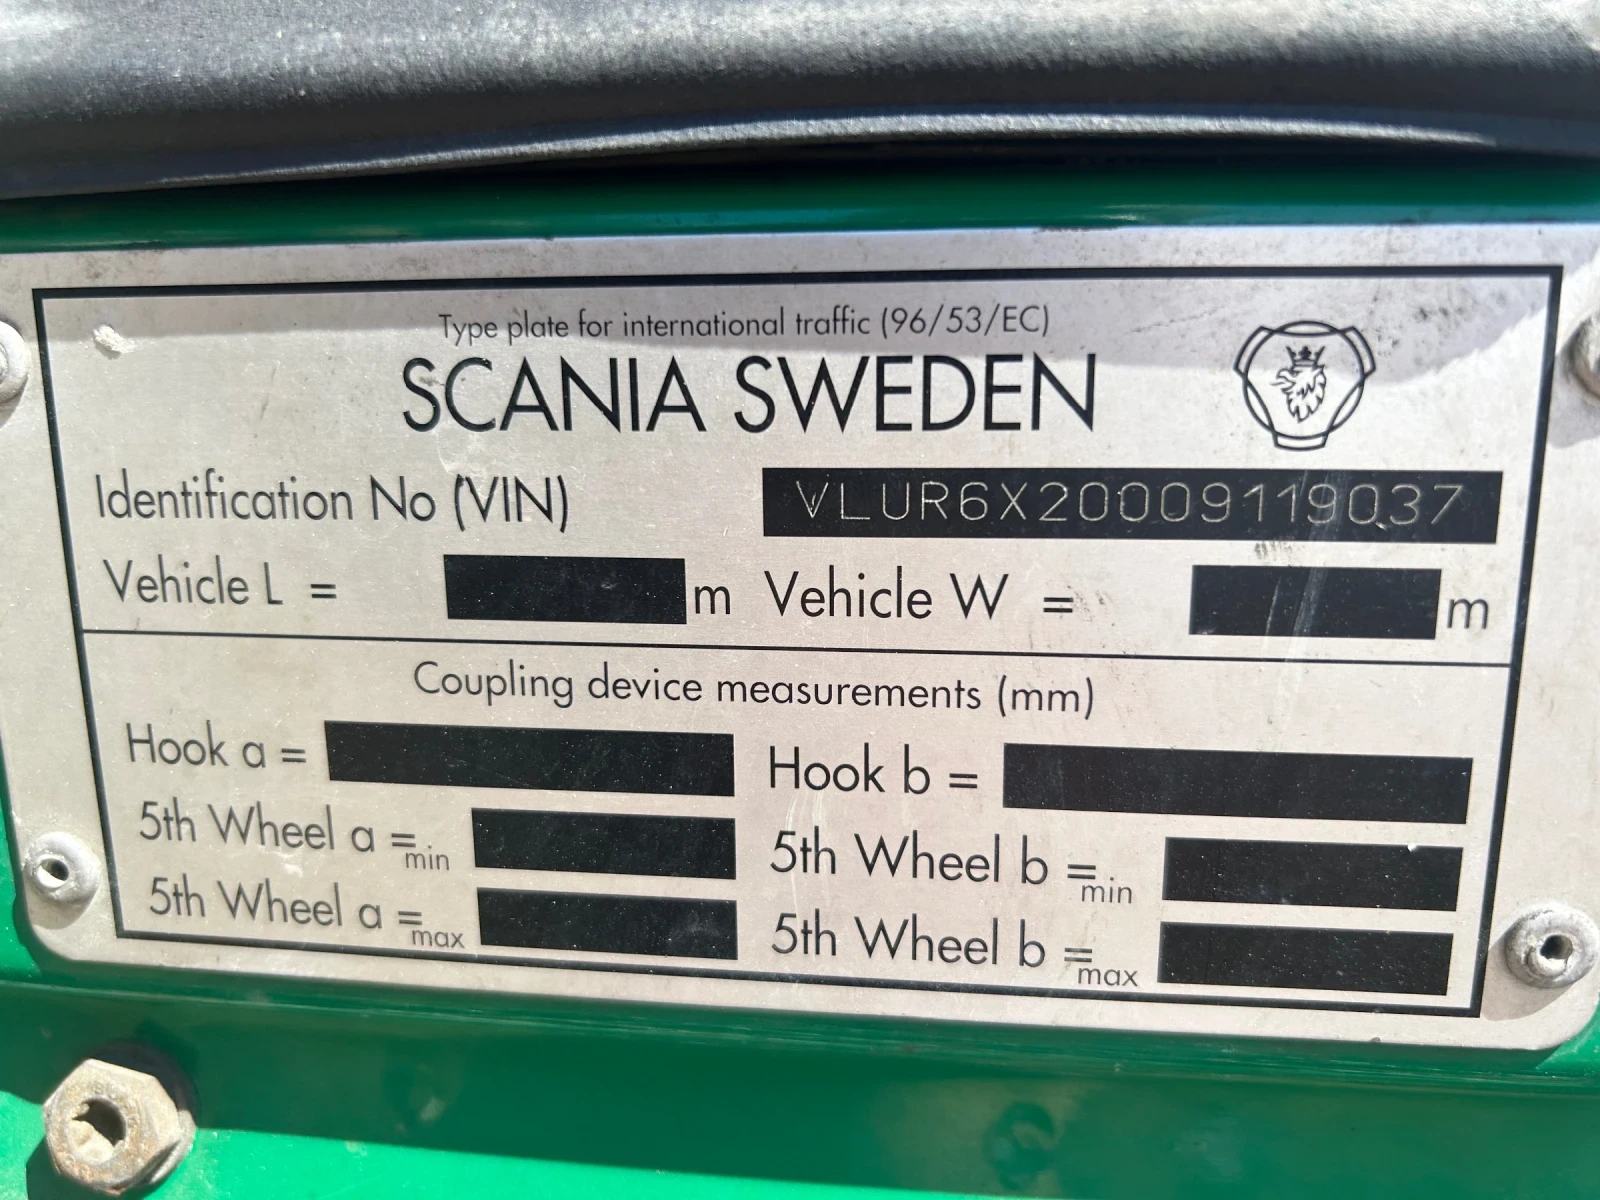 Type plate for international traffic (96/53/EC)
SCANIA SWEDEN
Identification No (VIN) VLUR6X20009119037
Vehicle L = m Vehicle W = m
Coupling device measurements (mm)
Hook a = Hook b =
5th Wheel a = min 5th Wheel b = min
5th Wheel a = max 5th Wheel b = max